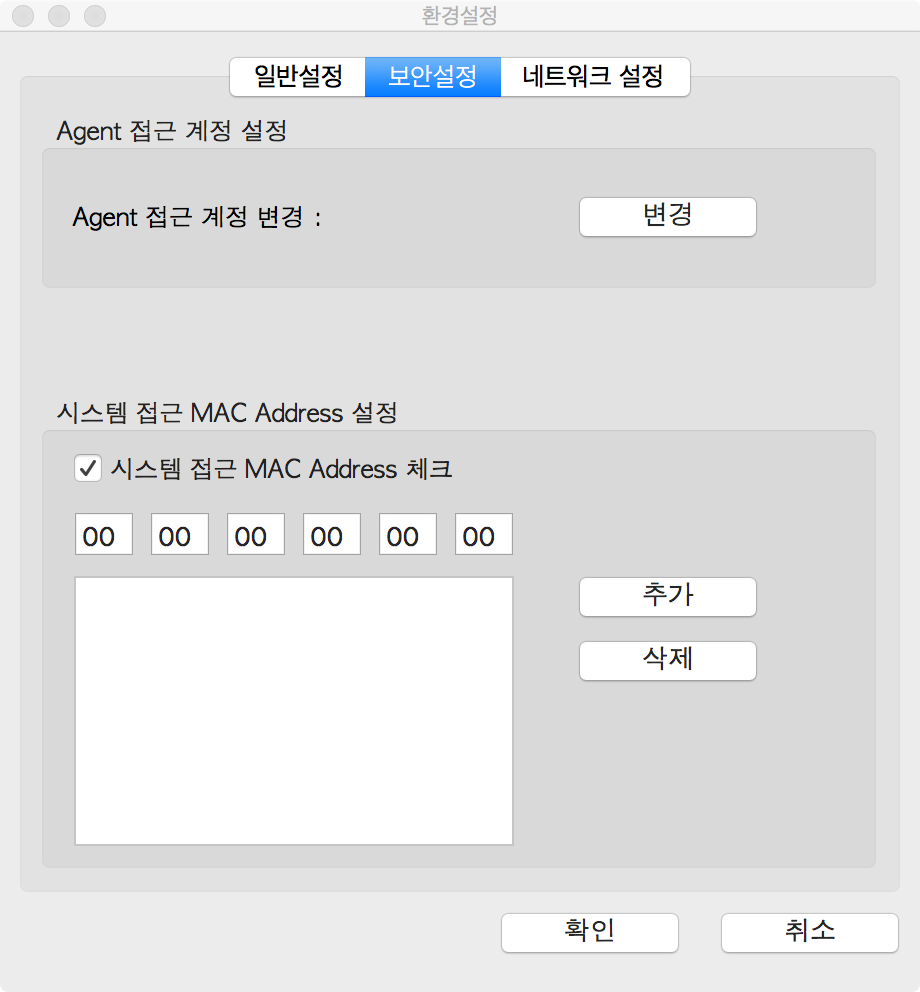 환경설정
일반설정 보안설정 네트워크 설정
Agent 접근 계정 설정
Agent 접근 계정 변경 : 변경
시스템 접근 MAC Address 설정
시스템 접근 MAC Address 체크
00 00 00 00 00 00
추가
삭제
확인 취소